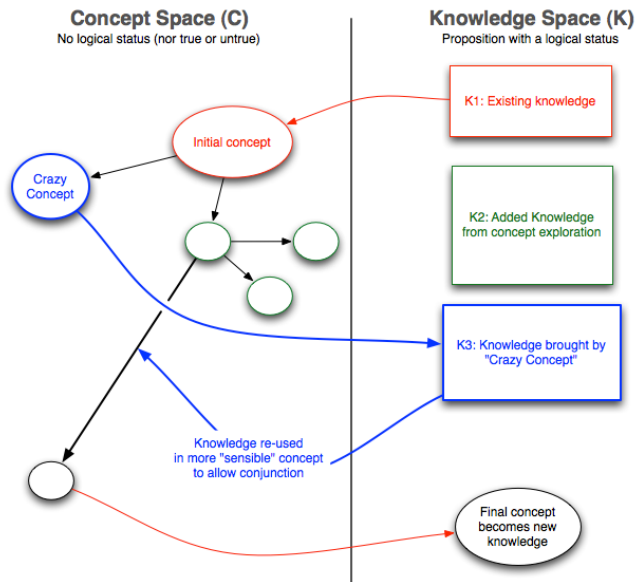 Concept Space (C)
No logical status (nor true or untrue)
Knowledge Space (K)
Proposition with a logical status
K1: Existing knowledge
Initial concept
Crazy
Concept
K2: Added Knowledge
from concept exploration
K3: Knowledge brought by
"Crazy Concept"
Knowledge re-used
in more "sensible" concept
to allow conjunction
Final concept
becomes new
knowledge